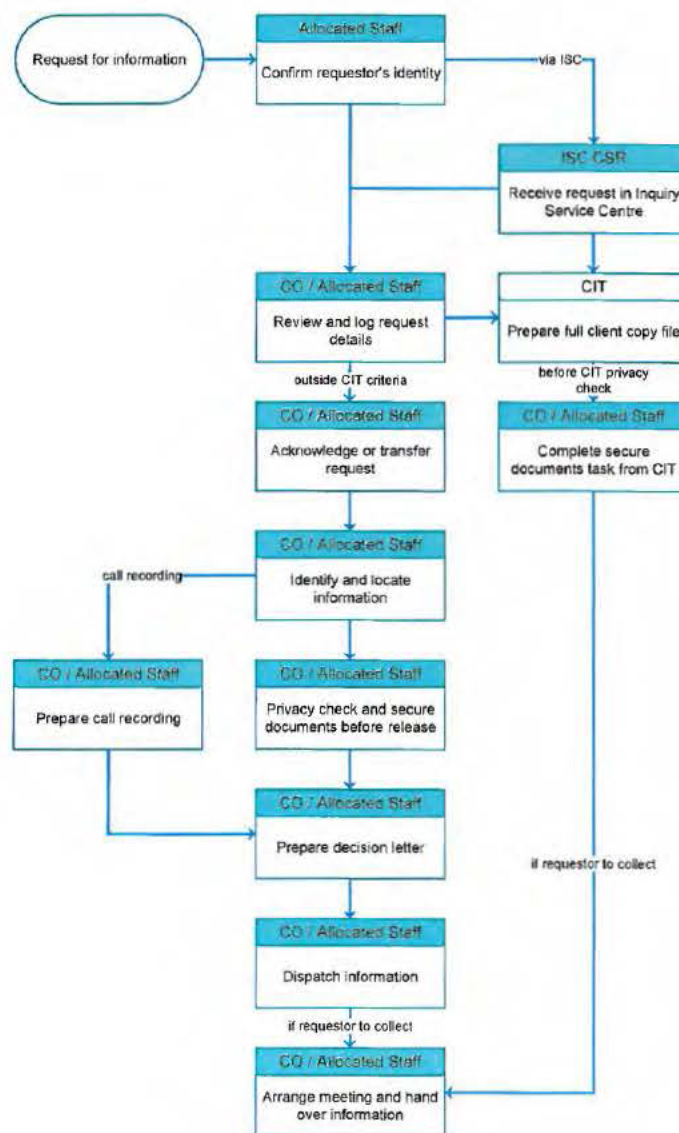 Allocated Staff
Request for information
Confirm requestor's identity
via ISC
ISC CSR
Receive request in Inquiry
Service Centre
CO / Allocated Staff
Review and log request
details
CIT
Prepare full client copy file
outside CIT criteria
before CIT privacy
check
CO / Allocated Staff
Acknowledge or transfer
request
CO / Allocated Staff
Complete secure
documents task from CIT
CO / Allocated Staff
Identify and locate
information
call recording
CO / Allocated Staff
Prepare call recording
CO / Allocated Staff
Privacy check and secure
documents before release
CO / Allocated Staff
Prepare decision letter
if requestor to collect
CO / Allocated Staff
Dispatch information
if requestor to collect
CO / Allocated Staff
Arrange meeting and hand
over information